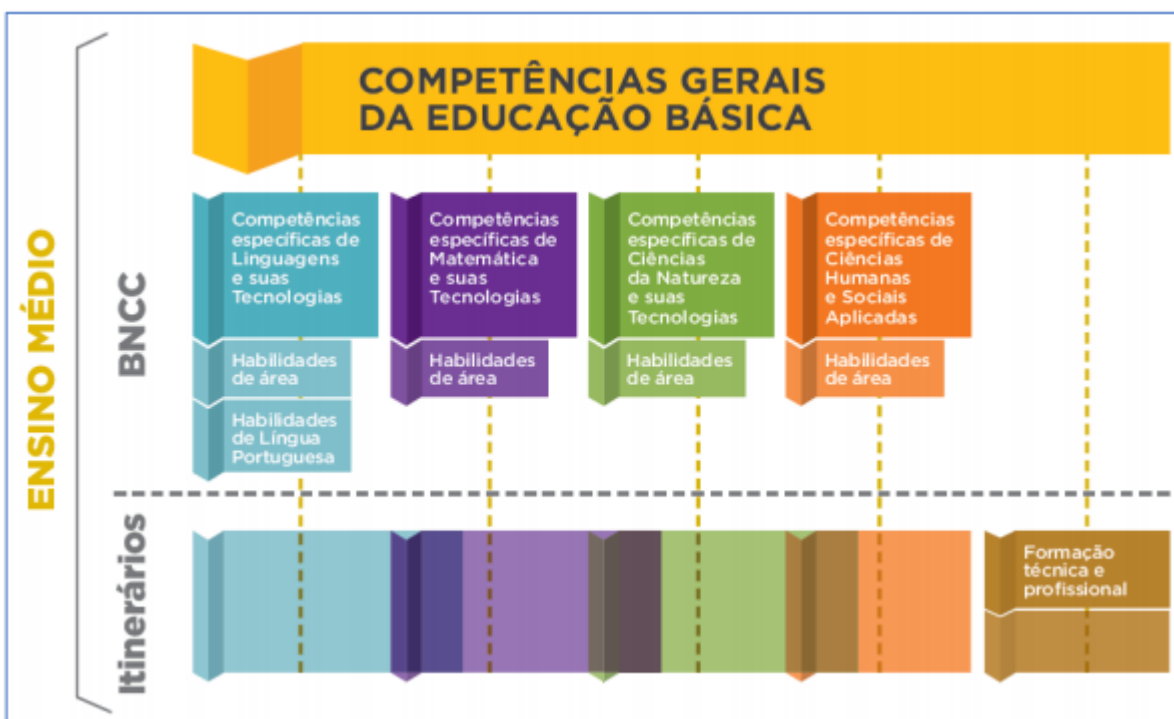 COMPETÊNCIAS GERAIS
DA EDUCAÇÃO BÁSICA
ENSINO MÉDIO
BNCC
Competências
específicas de
Linguagens
e suas
Tecnologias
Habilidades
de área
Habilidades
de Língua
Portuguesa
Competências
específicas de
Matemática
e suas
Tecnologias
Habilidades
de área
Competências
específicas de
Ciências
da Natureza
e suas
Tecnologias
Habilidades
de área
Competências
específicas de
Ciências
Humanas
e Sociais
Aplicadas
Habilidades
de área
Itinerários
Formação
técnica e
profissional